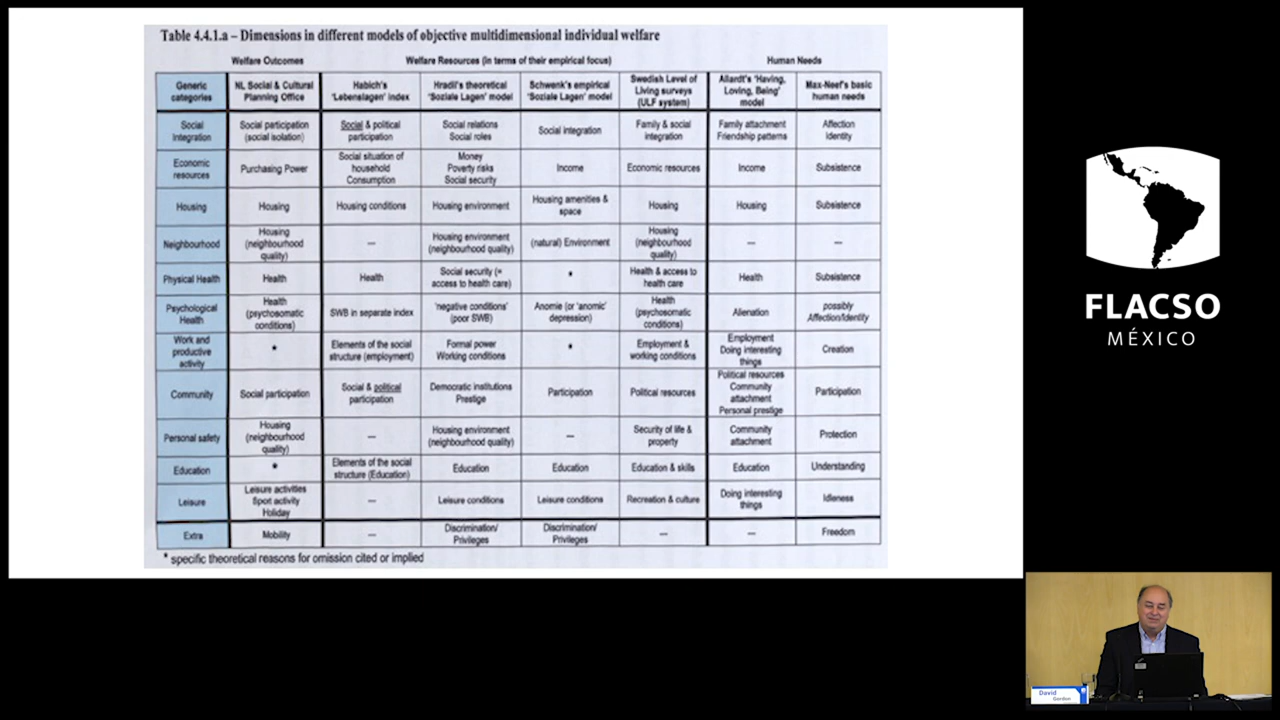 Table 4.4.1.a – Dimensions in different models of objective multidimensional individual welfare
Welfare Outcomes
Welfare Resources (in terms of their empirical focus)
Human Needs
Generic categories
NL Social & Cultural Planning Office
Habich's 'Lebenslagen' index
Hradil's theoretical 'Soziale Lagen' model
Schwenk's empirical 'Soziale Lagen' model
Swedish Level of Living surveys (ULF system)
Allardt's 'Having, Loving, Being' model
Max-Neef's basic human needs
Social Integration
Social participation (social isolation)
Social & political participation
Social relations Social roles
Social integration
Family & social integration
Family attachment Friendship patterns
Affection Identity
Economic resources
Purchasing Power
Social situation of household Consumption
Money Poverty risks Social security
Income
Economic resources
Income
Subsistence
Housing
Housing
Housing conditions
Housing environment
Housing amenities & space
Housing
Housing
Subsistence
Neighbourhood
Housing (neighbourhood quality)
—
Housing environment (neighbourhood quality)
(natural) Environment
Housing (neighbourhood quality)
—
—
Physical Health
Health
Health
Social security (= access to health care)
*
Health & access to health care
Health
Subsistence
Psychological Health
Health (psychosomatic conditions)
SWB in separate index
'negative conditions' (poor SWB)
Anomie (or 'anomic' depression)
Health (psychosomatic conditions)
Alienation
possibly Affection/Identity
Work and productive activity
*
Elements of the social structure (employment)
Formal power Working conditions
*
Employment & working conditions
Employment Doing interesting things
Creation
Community
Social participation
Social & political participation
Democratic institutions Prestige
Participation
Political resources
Political resources Community attachment Personal prestige
Participation
Personal safety
Housing (neighbourhood quality)
—
Housing environment (neighbourhood quality)
—
Security of life & property
Community attachment
Protection
Education
*
Elements of the social structure (Education)
Education
Education
Education & skills
Education
Understanding
Leisure
Leisure activities Sport activity Holiday
—
Leisure conditions
Leisure conditions
Recreation & culture
Doing interesting things
Idleness
Extra
Mobility
—
Discrimination/ Privileges
Discrimination/ Privileges
—
—
Freedom
* specific theoretical reasons for omission cited or implied
FLACSO
MÉXICO
David
Gordon